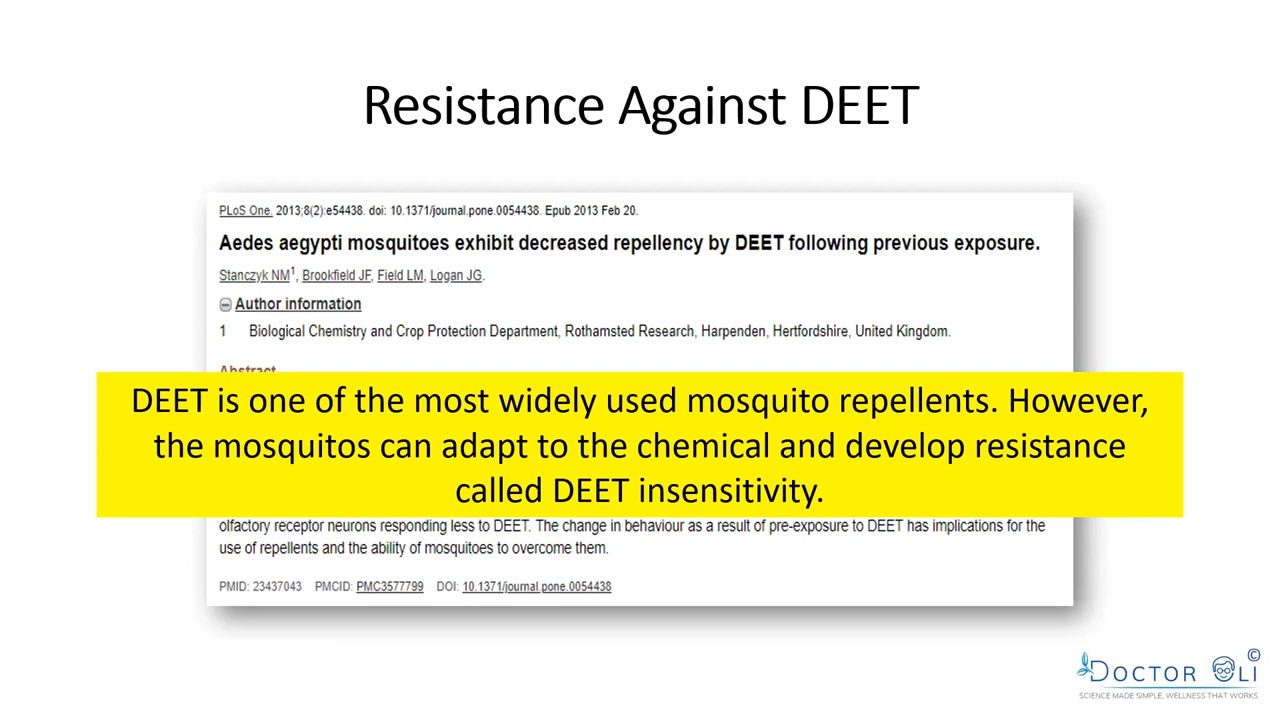 Resistance Against DEET
PLoS One. 2013;8(2):e54438. doi: 10.1371/journal.pone.0054438. Epub 2013 Feb 20.
Aedes aegypti mosquitoes exhibit decreased repellency by DEET following previous exposure.
Stanczyk NM1, Brookfield JF, Field LM, Logan JG.
Author information
1 Biological Chemistry and Crop Protection Department, Rothamsted Research, Harpenden, Hertfordshire, United Kingdom.
Abstract
DEET is one of the most widely used mosquito repellents. However,
the mosquitos can adapt to the chemical and develop resistance
called DEET insensitivity.
olfactory receptor neurons responding less to DEET. The change in behaviour as a result of pre-exposure to DEET has implications for the
use of repellents and the ability of mosquitoes to overcome them.
PMID: 23437043 PMCID: PMC3577799 DOI: 10.1371/journal.pone.0054438
©
DOCTOR OLI
SCIENCE MADE SIMPLE, WELLNESS THAT WORKS